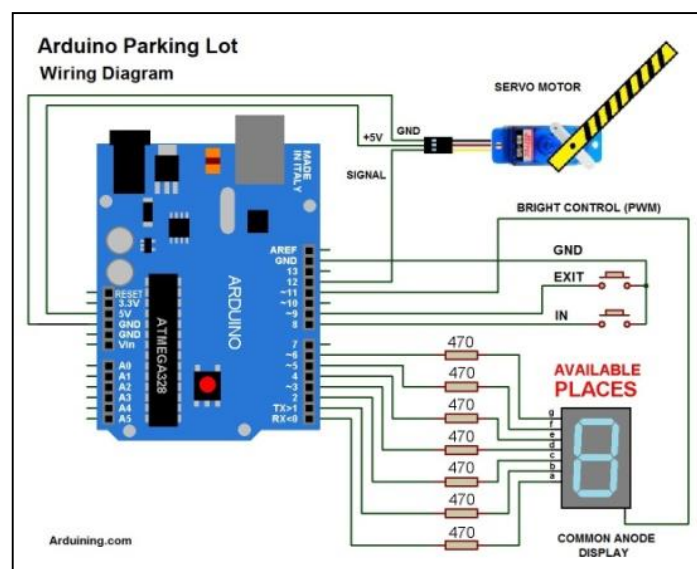 Arduino Parking Lot
Wiring Diagram
SERVO MOTOR
GND
+5V
SIGNAL
MADE
IN ITALY
BRIGHT CONTROL (PWM)
AREF
GND
GND
13
12
EXIT
RESET
~11
3.3V
~10
5V
~9
IN
GND
8
GND
Vin
7
~6
A0
~5
A1
4
A2
~3
A3
2
A4
TX>1
A5
RX<0
ARDUINO
ATMEGA328
470
470
470
470
470
470
470
AVAILABLE
PLACES
g
f
e
d
c
b
a
COMMON ANODE
DISPLAY
Arduining.com